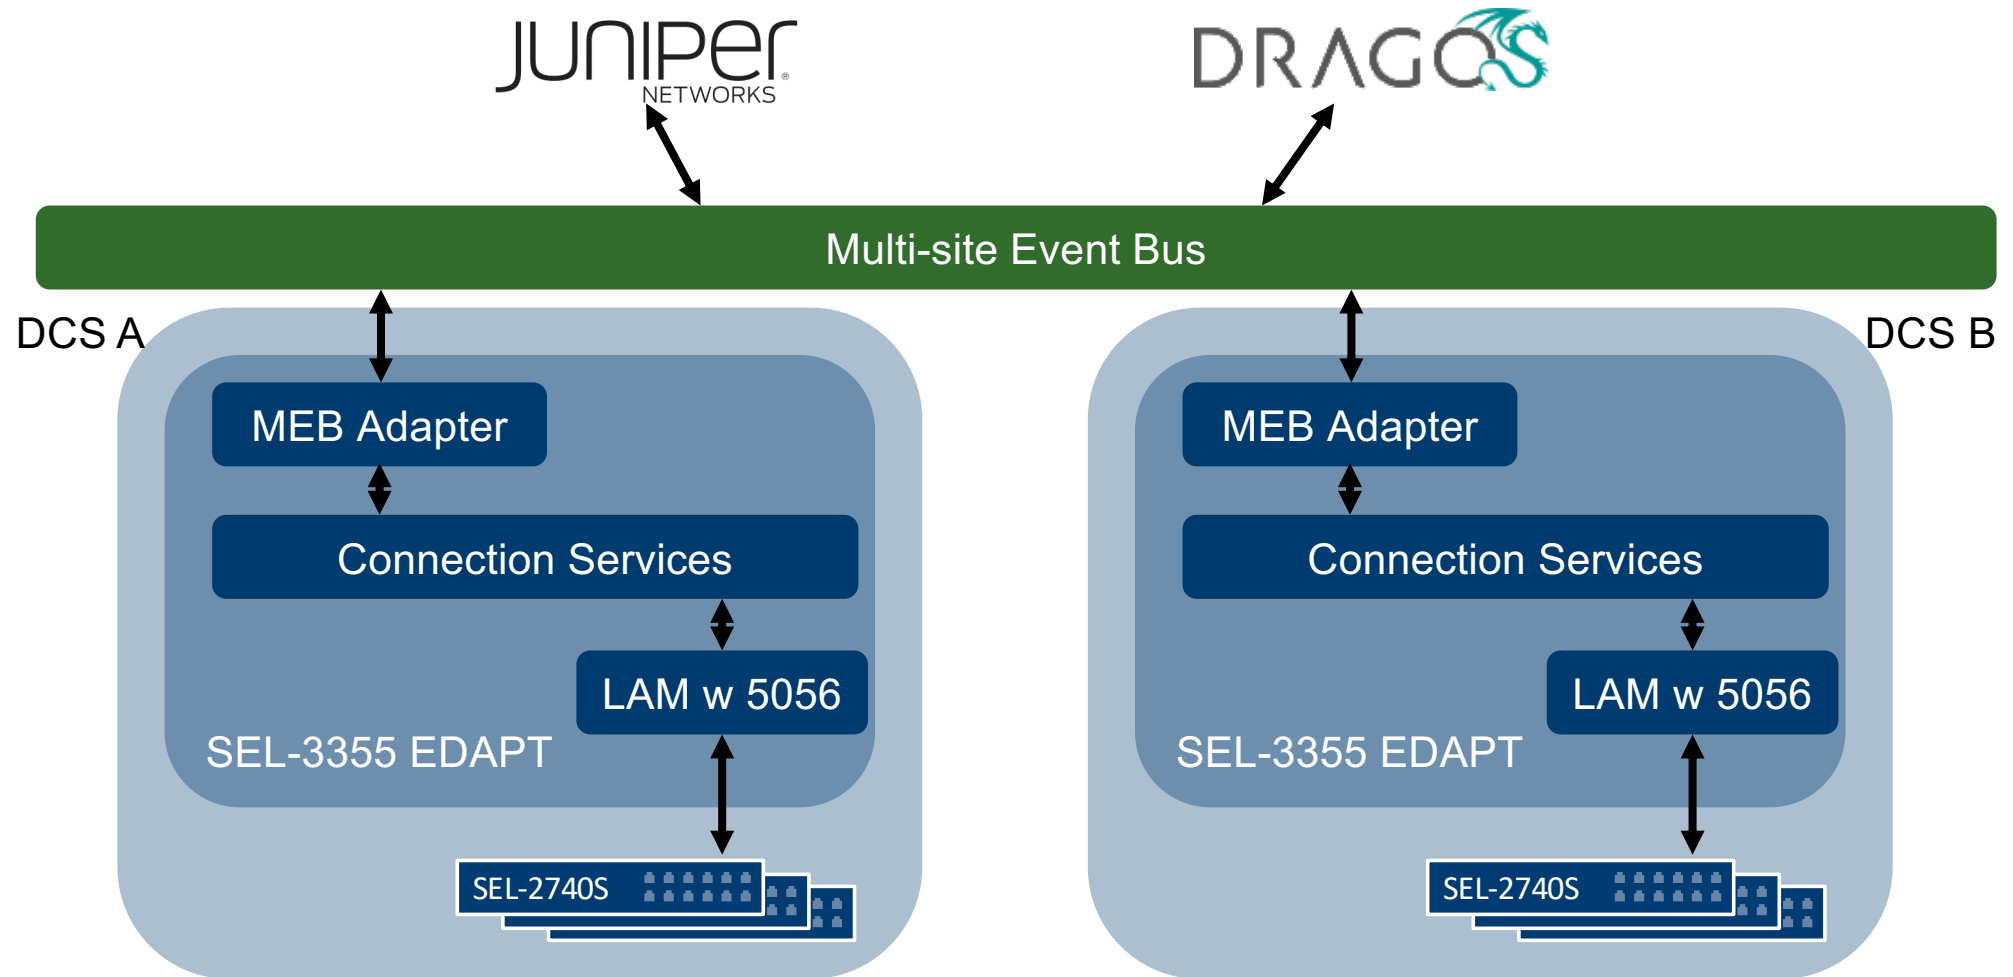 JUNIPER
NETWORKS
DRAGOS
Multi-site Event Bus
DCS A
DCS B
MEB Adapter
Connection Services
LAM w 5056
SEL-3355 EDAPT
SEL-2740S
MEB Adapter
Connection Services
LAM w 5056
SEL-3355 EDAPT
SEL-2740S